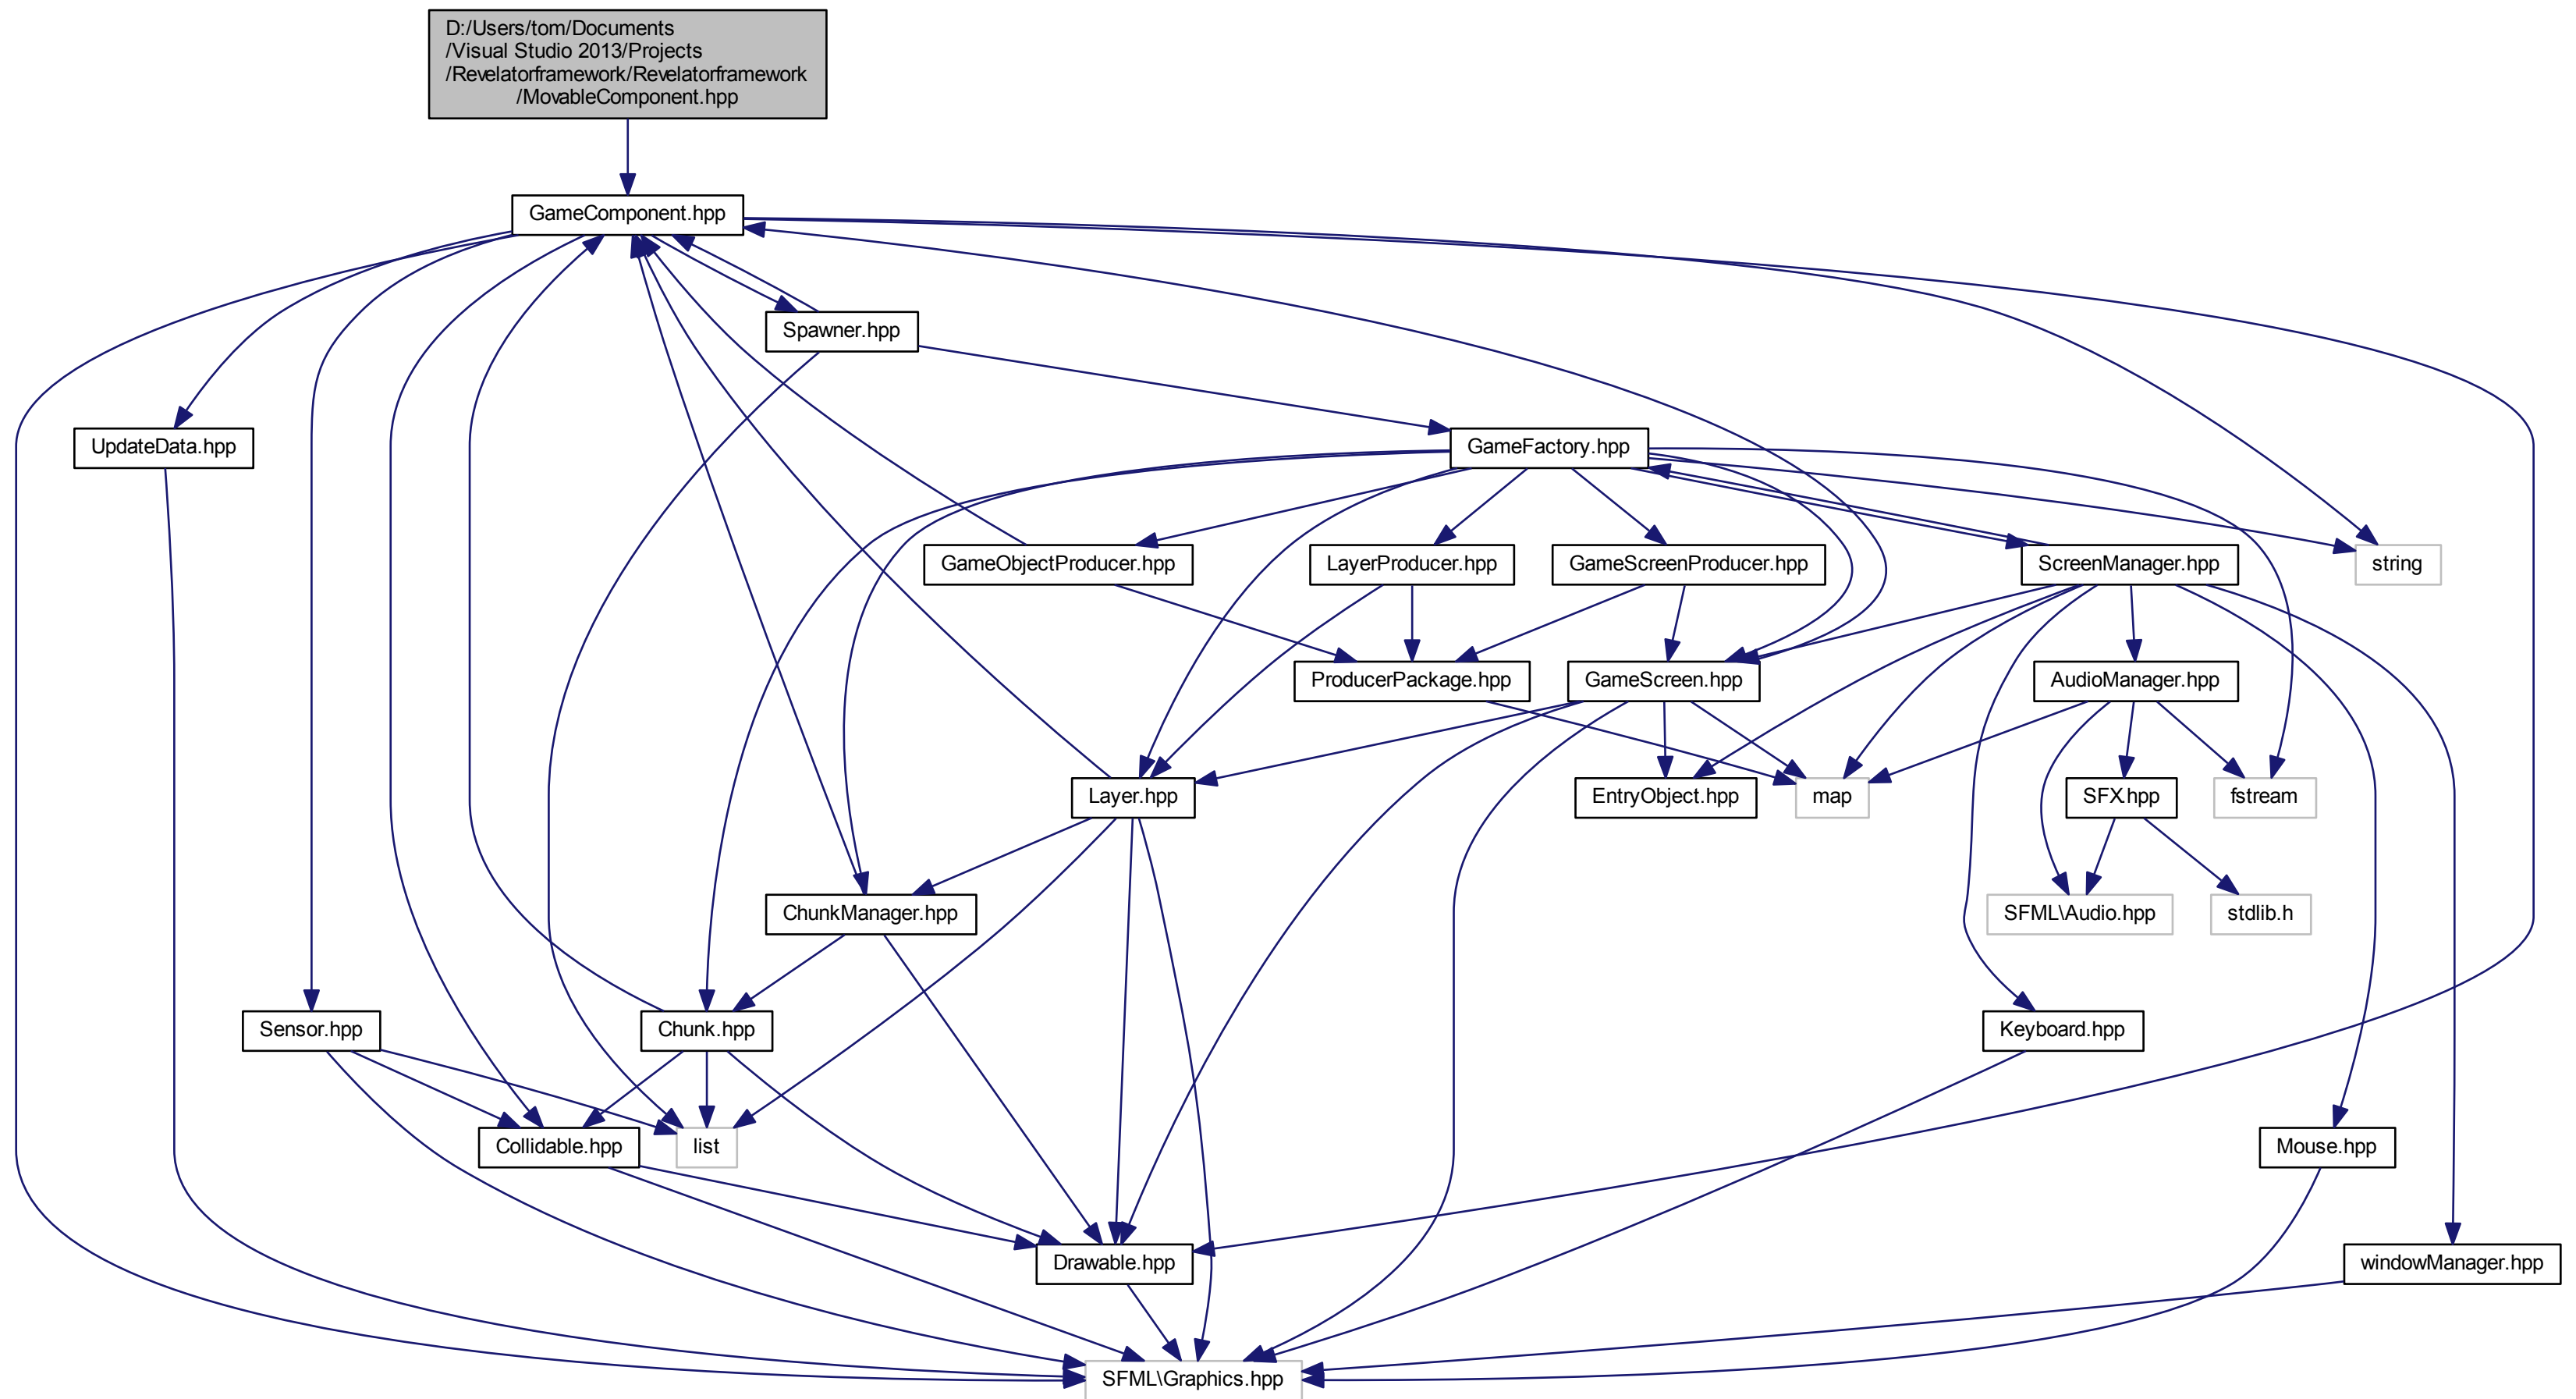 D:/Users/tom/Documents
/Visual Studio 2013/Projects
/Revelatorframework/Revelatorframework
/MovableComponent.hpp
GameComponent.hpp
Spawner.hpp
UpdateData.hpp
GameFactory.hpp
GameObjectProducer.hpp
LayerProducer.hpp
GameScreenProducer.hpp
ScreenManager.hpp
string
ProducerPackage.hpp
GameScreen.hpp
AudioManager.hpp
Layer.hpp
EntryObject.hpp
map
SFX.hpp
fstream
ChunkManager.hpp
SFML\Audio.hpp
stdlib.h
Sensor.hpp
Chunk.hpp
Keyboard.hpp
Collidable.hpp
list
Mouse.hpp
Drawable.hpp
windowManager.hpp
SFML\Graphics.hpp